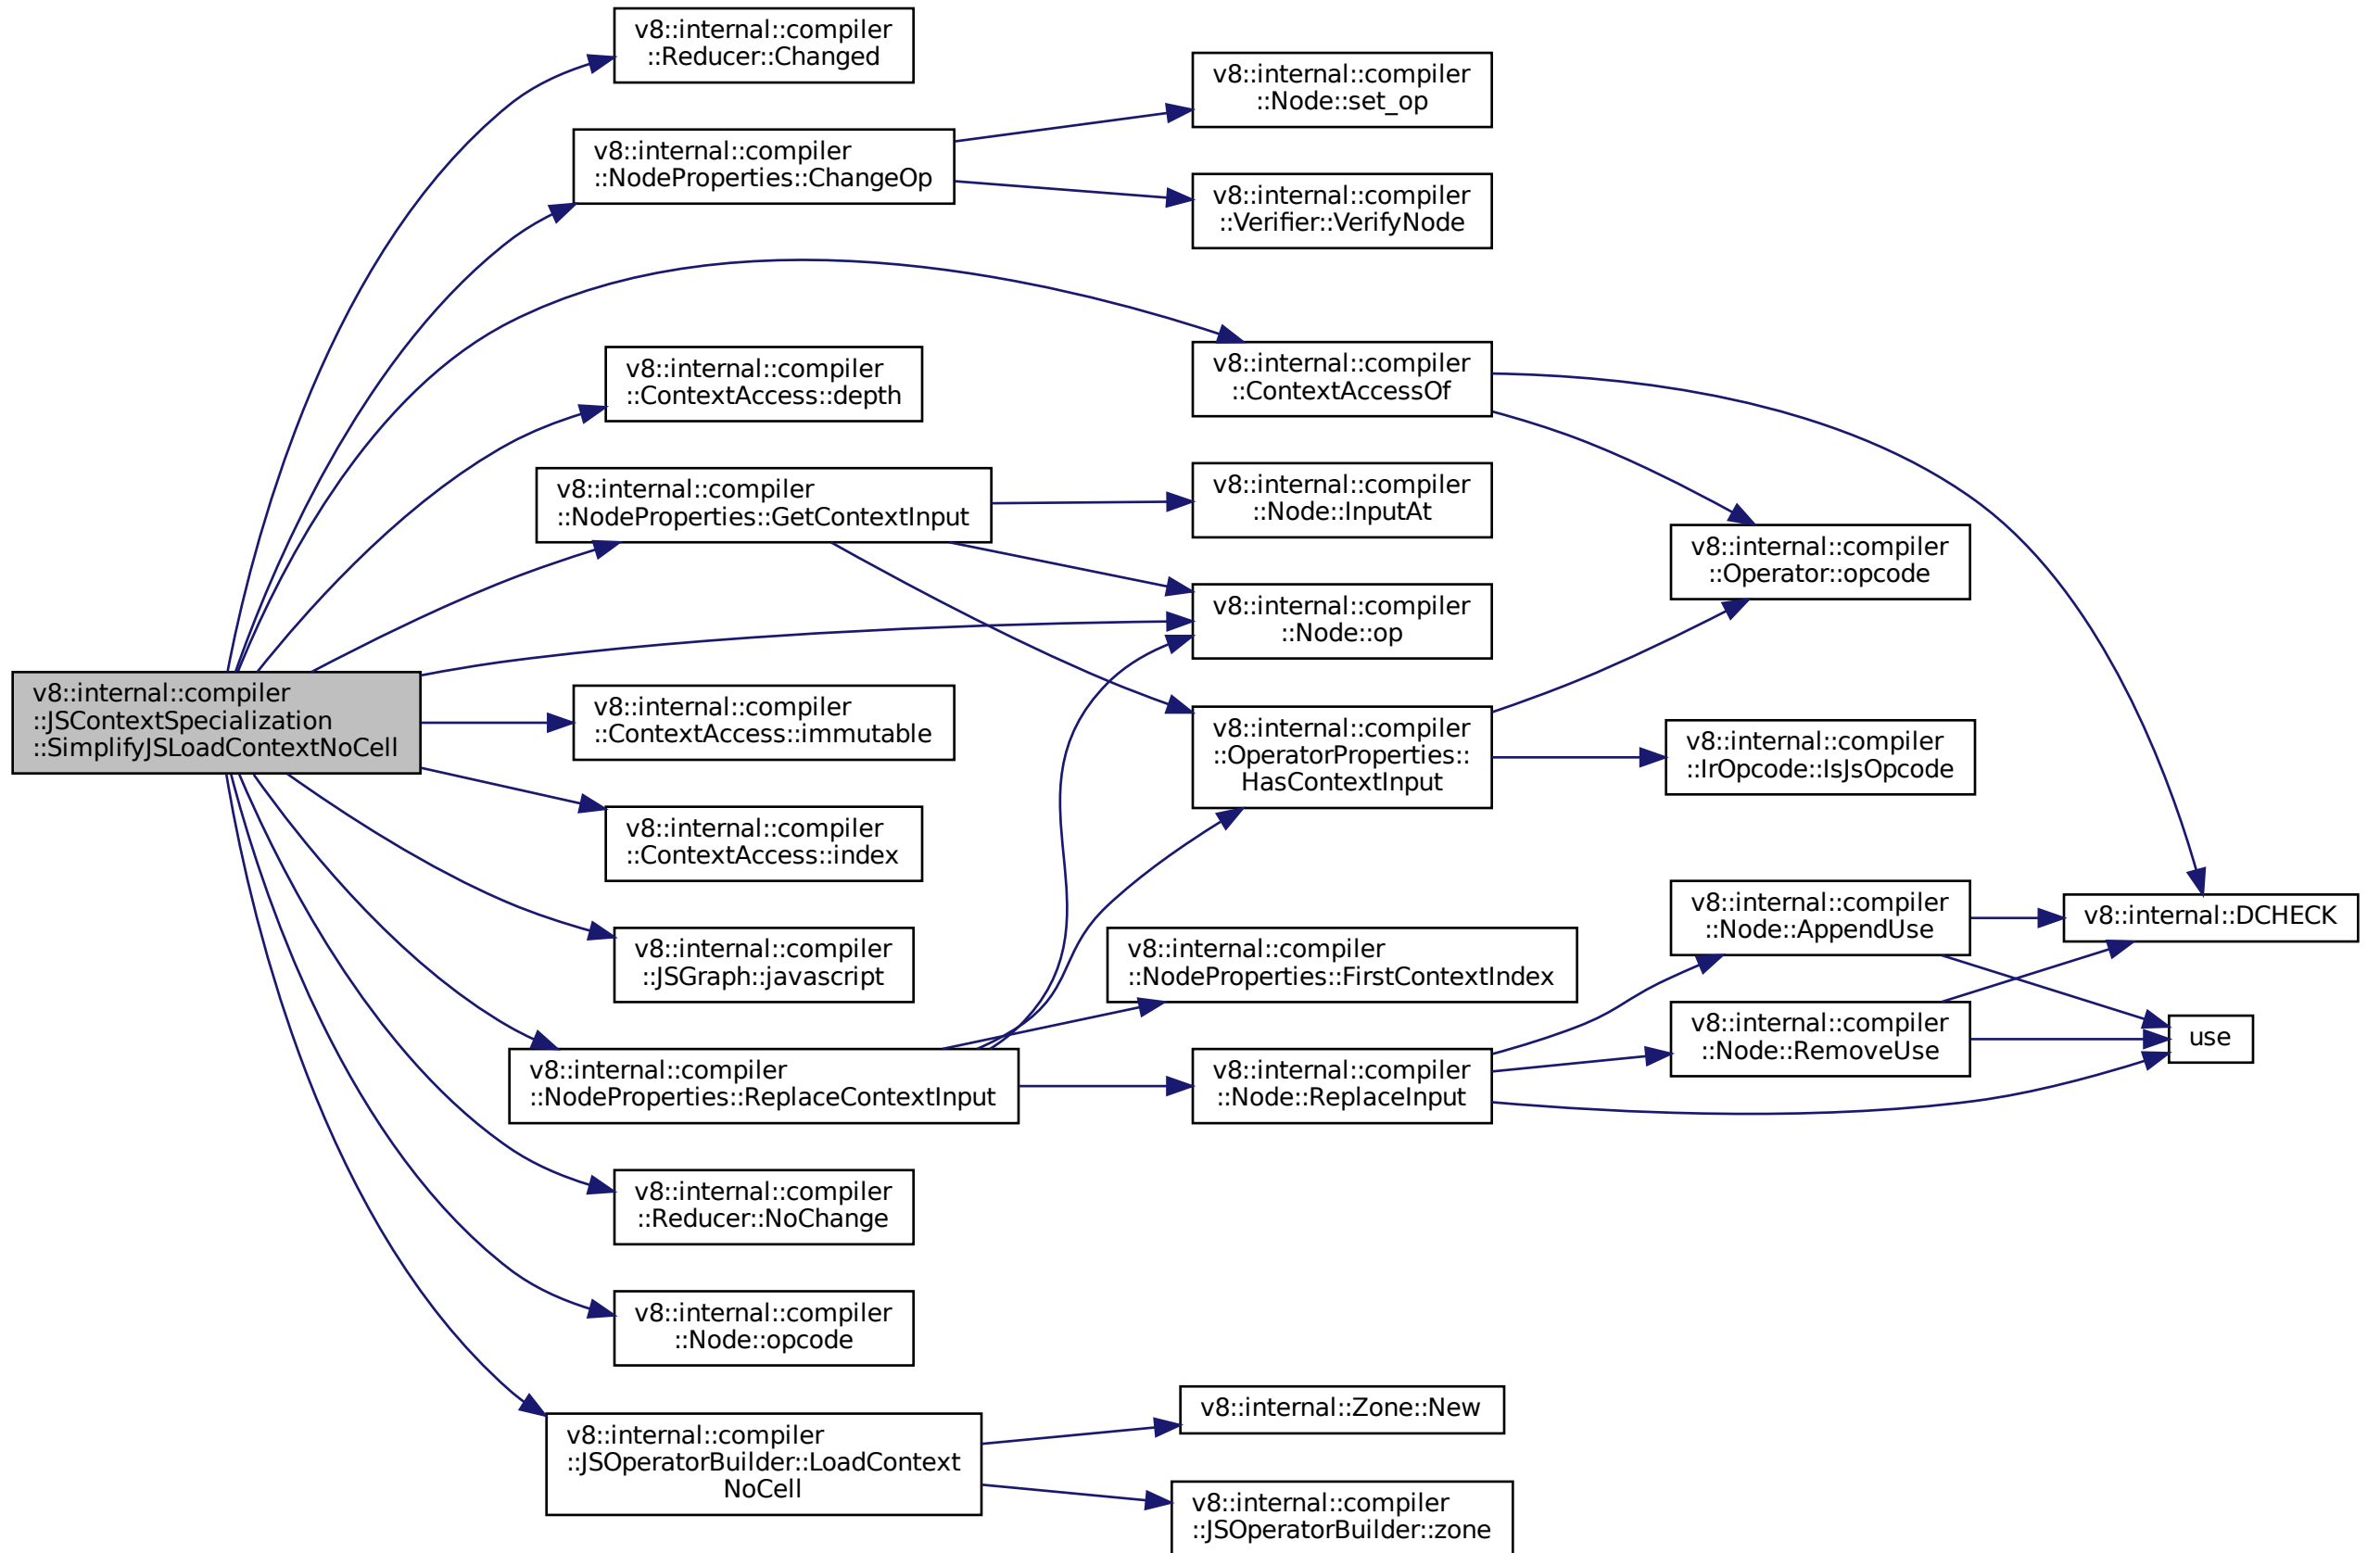 v8::internal::compiler
::JSContextSpecialization
::SimplifyJSLoadContextNoCell
v8::internal::compiler
::Reducer::Changed
v8::internal::compiler
::NodeProperties::ChangeOp
v8::internal::compiler
::ContextAccess::depth
v8::internal::compiler
::NodeProperties::GetContextInput
v8::internal::compiler
::ContextAccess::immutable
v8::internal::compiler
::ContextAccess::index
v8::internal::compiler
::JSGraph::javascript
v8::internal::compiler
::NodeProperties::ReplaceContextInput
v8::internal::compiler
::Reducer::NoChange
v8::internal::compiler
::Node::opcode
v8::internal::compiler
::JSOperatorBuilder::LoadContext
NoCell
v8::internal::compiler
::Node::set_op
v8::internal::compiler
::Verifier::VerifyNode
v8::internal::compiler
::ContextAccessOf
v8::internal::compiler
::Node::InputAt
v8::internal::compiler
::Node::op
v8::internal::compiler
::OperatorProperties::
HasContextInput
v8::internal::compiler
::NodeProperties::FirstContextIndex
v8::internal::compiler
::Node::ReplaceInput
v8::internal::Zone::New
v8::internal::compiler
::JSOperatorBuilder::zone
v8::internal::compiler
::Operator::opcode
v8::internal::compiler
::IrOpcode::IsJsOpcode
v8::internal::compiler
::Node::AppendUse
v8::internal::compiler
::Node::RemoveUse
v8::internal::DCHECK
use